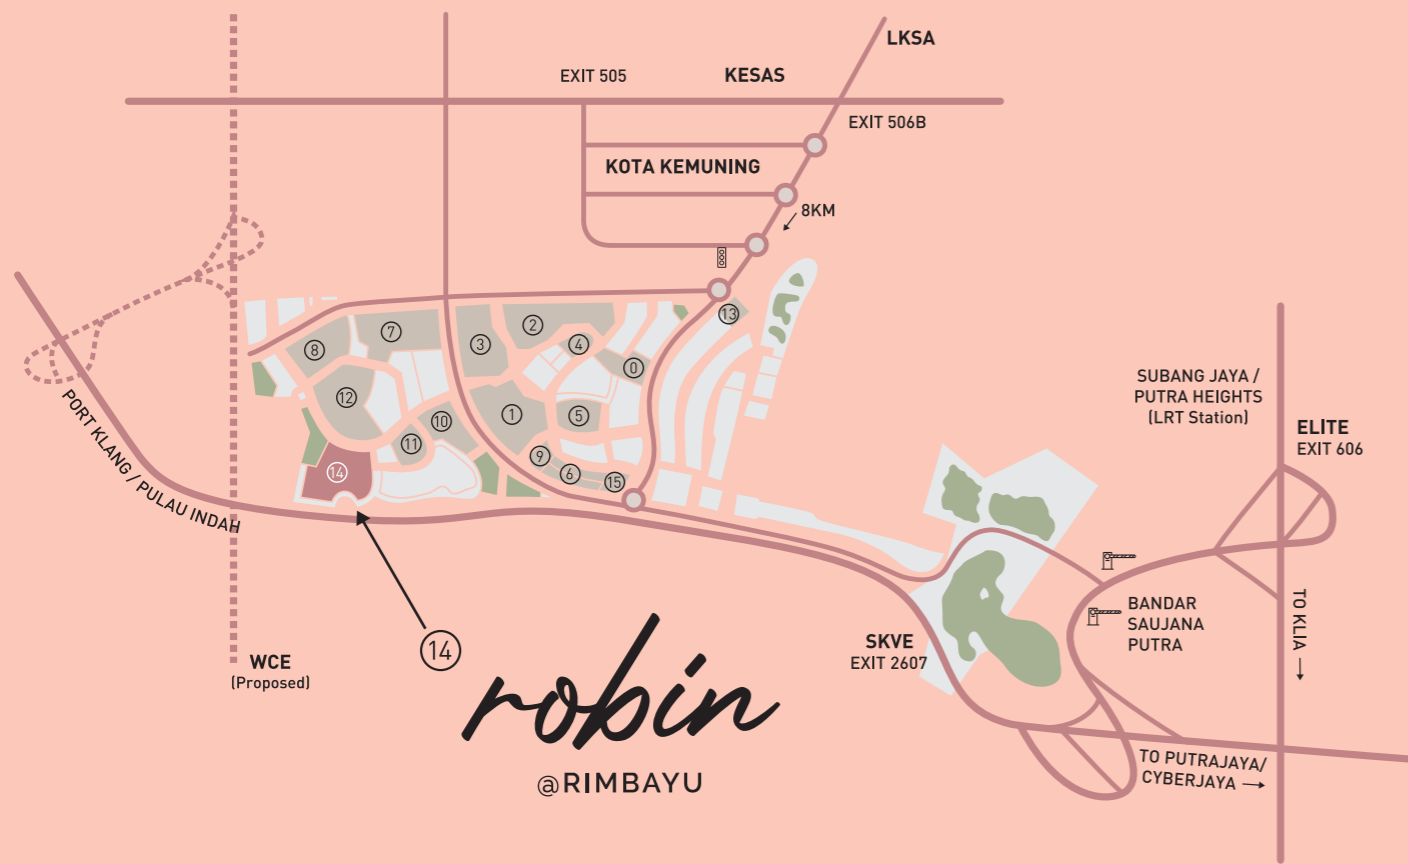 LKSA
EXIT 505
KESAS
EXIT 506B
KOTA KEMUNING
8KM
13
7
2
3
4
8
0
12
1
5
10
11
9
14
6
15
SUBANG JAYA /
PUTRA HEIGHTS
(LRT Station)
ELITE
EXIT 606
PORT KLANG / PULAU INDAH
TO KLIA
BANDAR
SAUJANA
PUTRA
SKVE
EXIT 2607
WCE
(Proposed)
14
robin
@RIMBAYU
TO PUTRAJAYA/
CYBERJAYA